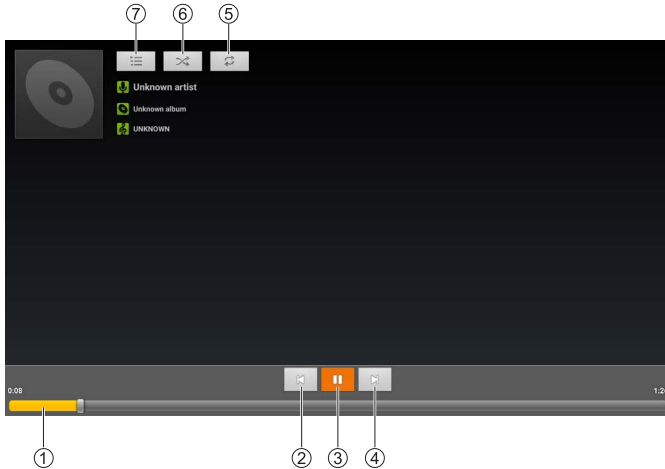 ⑦ ⑥ ⑤
Unknown artist
Unknown album
UNKNOWN
0:08
① ② ③ ④